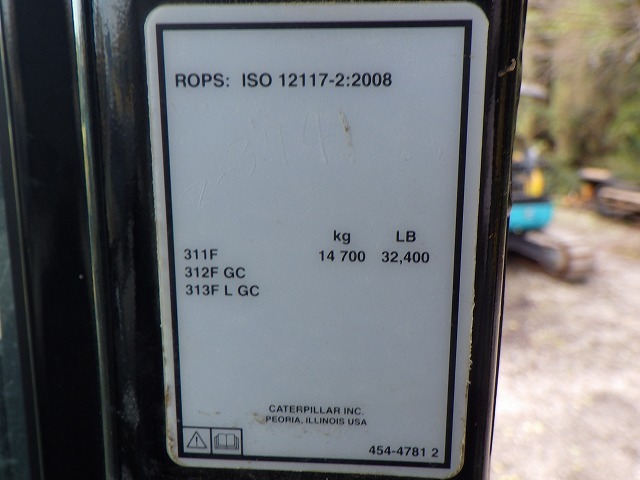 ROPS: ISO 12117-2:2008
kg LB
311F 14 700 32,400
312F GC
313F L GC
CATERPILLAR INC.
PEORIA, ILLINOIS USA
454-4781 2